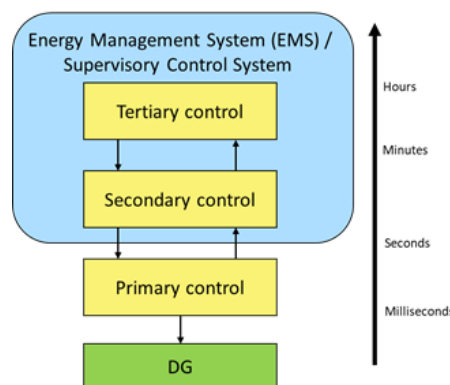 Energy Management System (EMS) /
Supervisory Control System
Tertiary control
Secondary control
Primary control
DG
Hours
Minutes
Seconds
Milliseconds